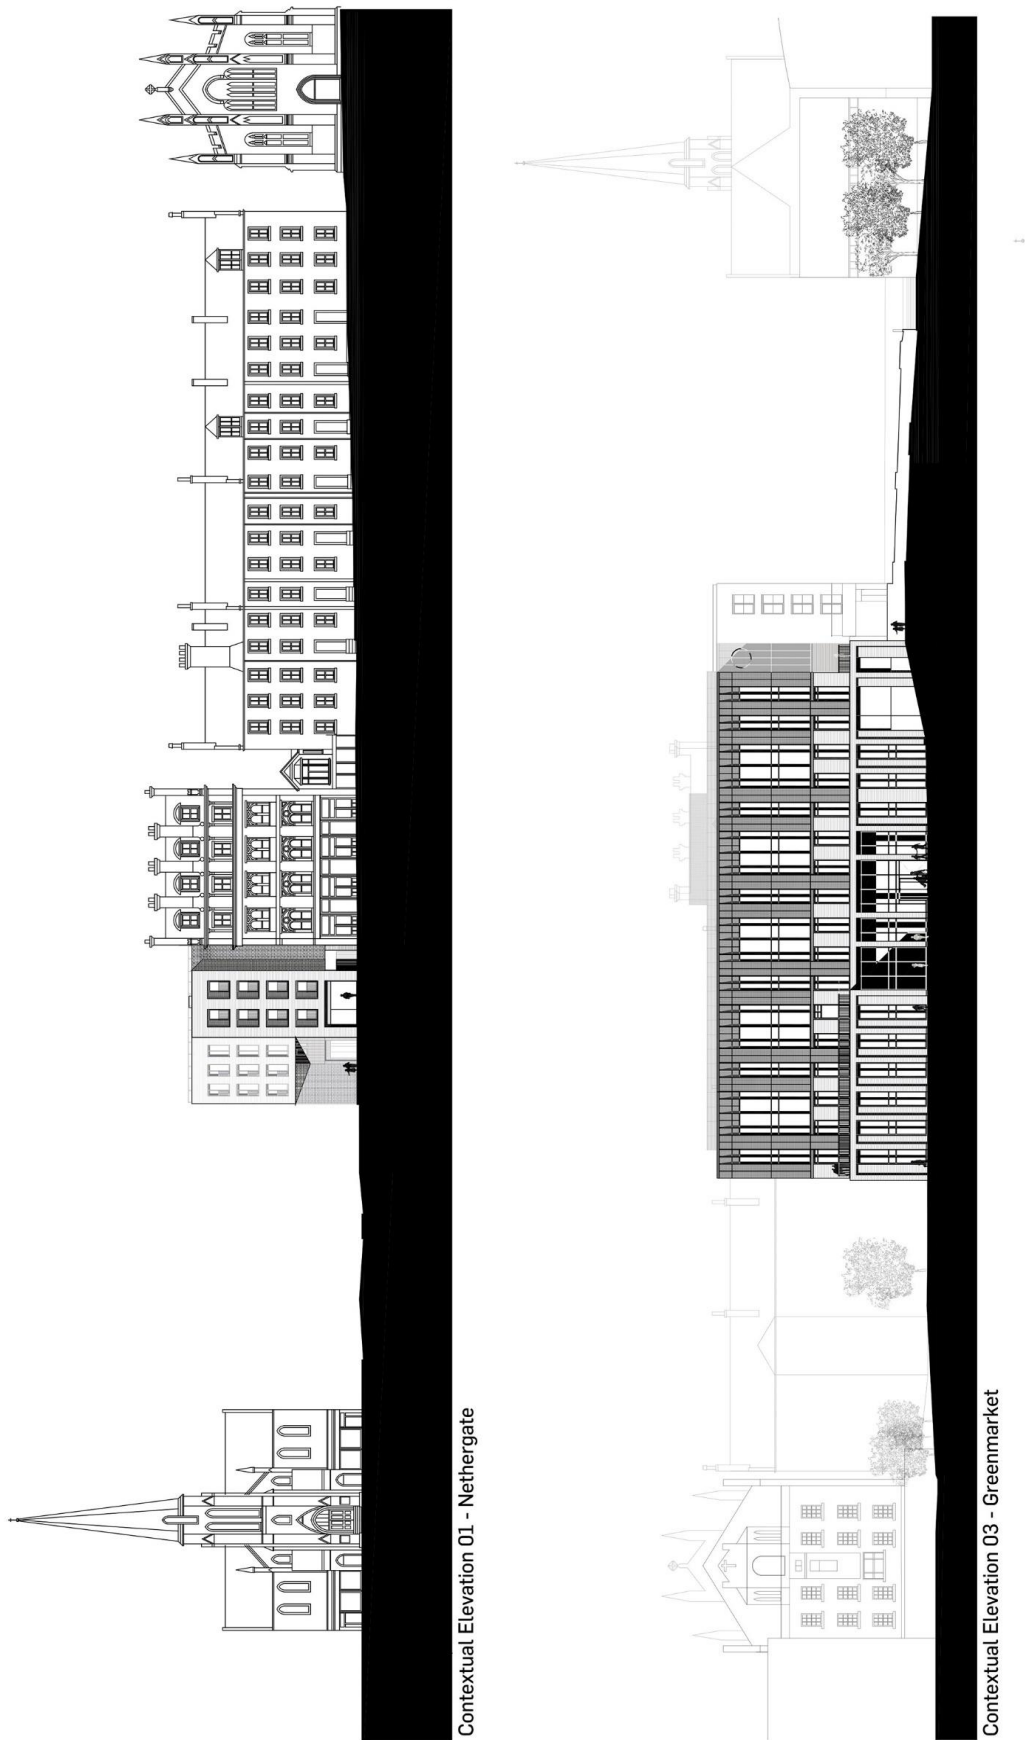 Contextual Elevation 01 - Nethergate
Contextual Elevation 03 - Greenmarket